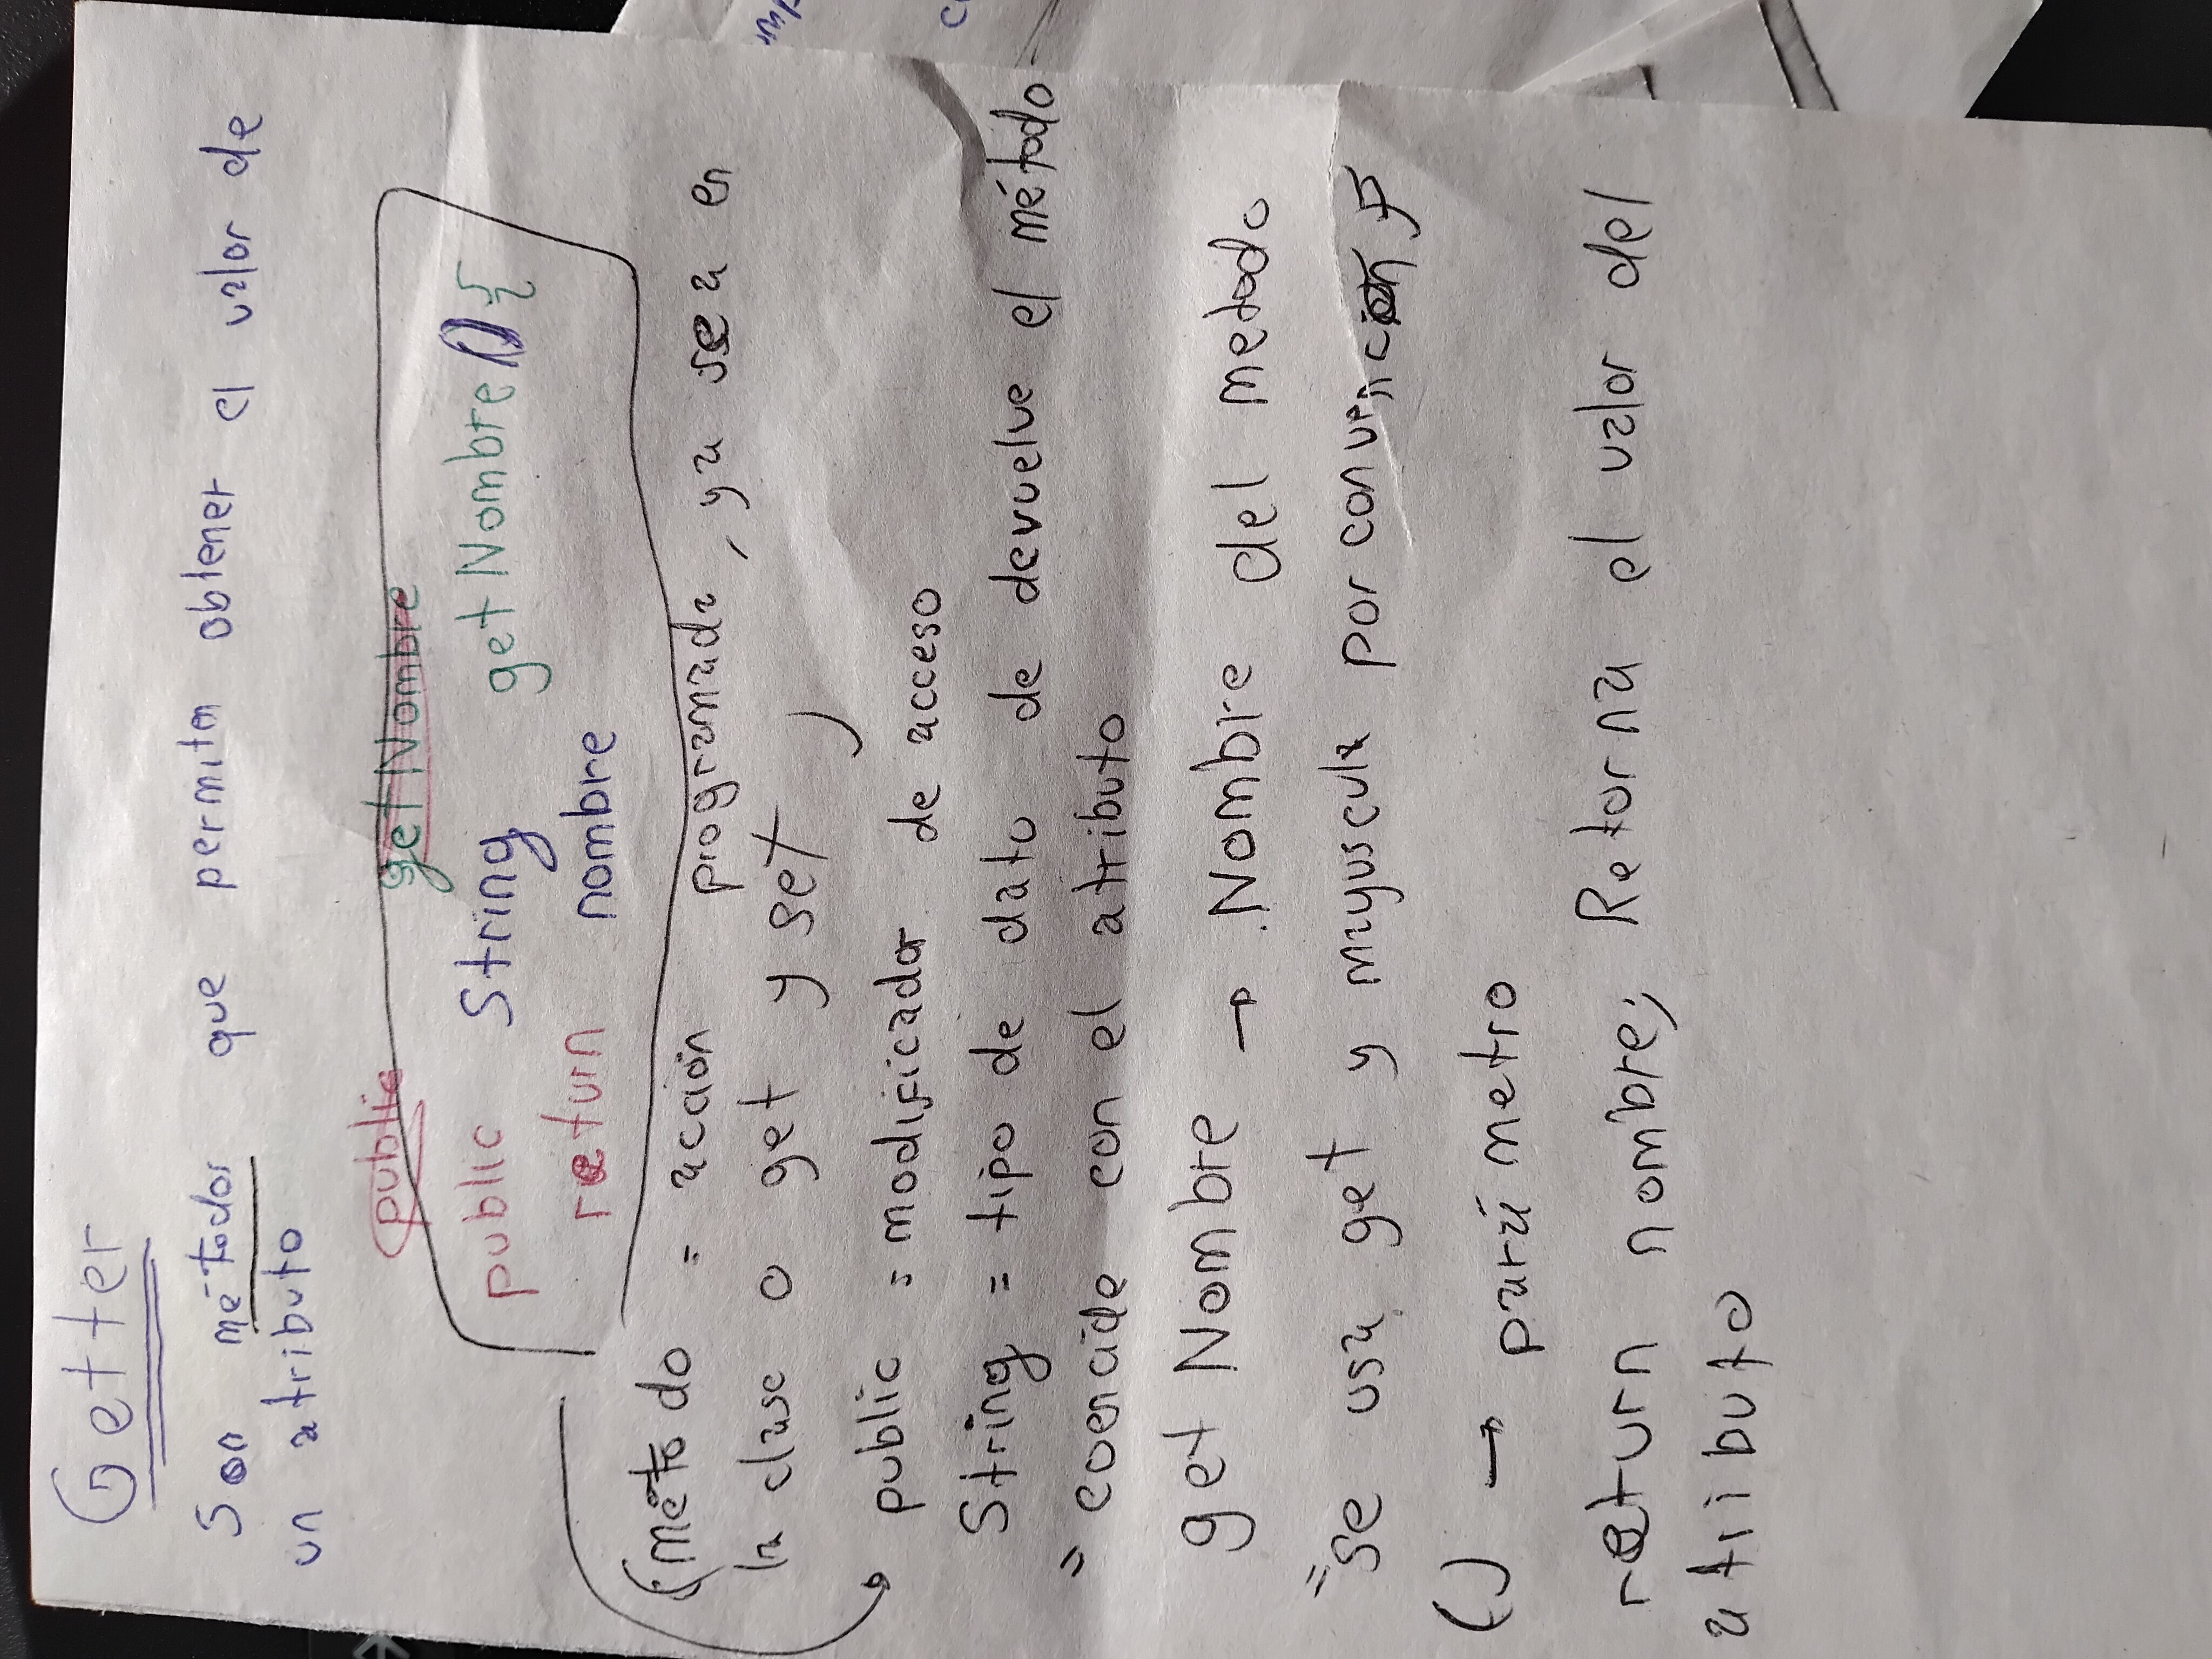 Getter
Son métodos que permiten obtener el valor de
un atributo
public getNombre
public String getNombre(){
return nombre
(método = acción programada, ya sea en
la clase o get y set)
public = modificador de acceso
String = tipo de dato de devuelve el método
" coencide con el atributo
get Nombre → Nombre del metodo
"se usa get y mayuscula por convención
() → parámetro
return nombre; Retorna el valor del
atributo